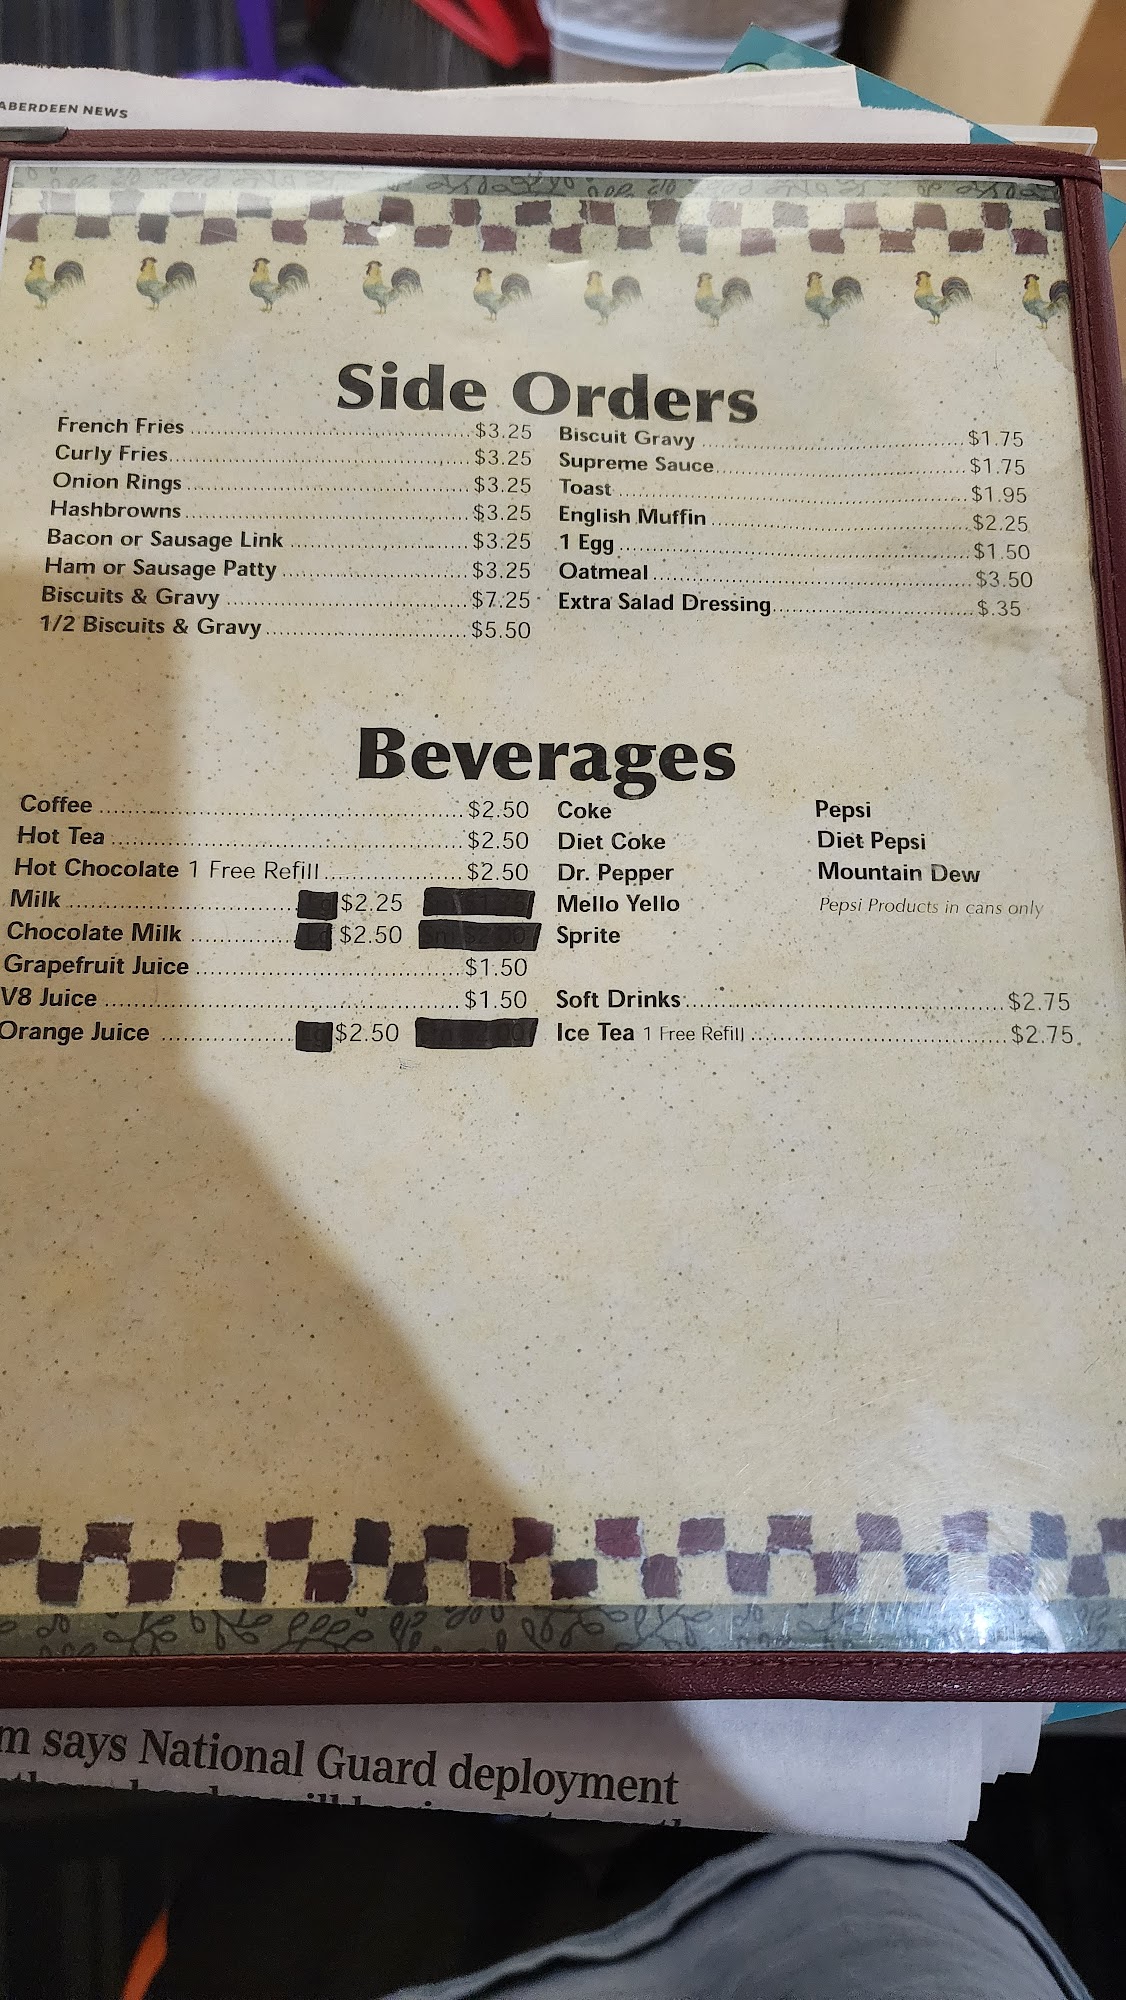 ABERDEEN NEWS
Side Orders
French Fries ........ $3.25
Curly Fries ........ $3.25
Onion Rings ........ $3.25
Hashbrowns ........ $3.25
Bacon or Sausage Link ........ $3.25
Ham or Sausage Patty ........ $3.25
Biscuits & Gravy ........ $7.25
1/2 Biscuits & Gravy ........ $5.50
Biscuit Gravy ........ $1.75
Supreme Sauce ........ $1.75
Toast ........ $1.95
English Muffin ........ $2.25
1 Egg ........ $1.50
Oatmeal ........ $3.50
Extra Salad Dressing ........ $.35
Beverages
Coffee ........ $2.50
Hot Tea ........ $2.50
Hot Chocolate 1 Free Refill ........ $2.50
Milk ........ $2.25
Chocolate Milk ........ Lg $2.50 Sm $2.00
Grapefruit Juice ........ $1.50
V8 Juice ........ $1.50
Orange Juice ........ Lg $2.50
Coke
Diet Coke
Dr. Pepper
Mello Yello
Sprite
Pepsi
Diet Pepsi
Mountain Dew
Pepsi Products in cans only
Soft Drinks ........ $2.75
Ice Tea 1 Free Refill ........ $2.75
m says National Guard deployment